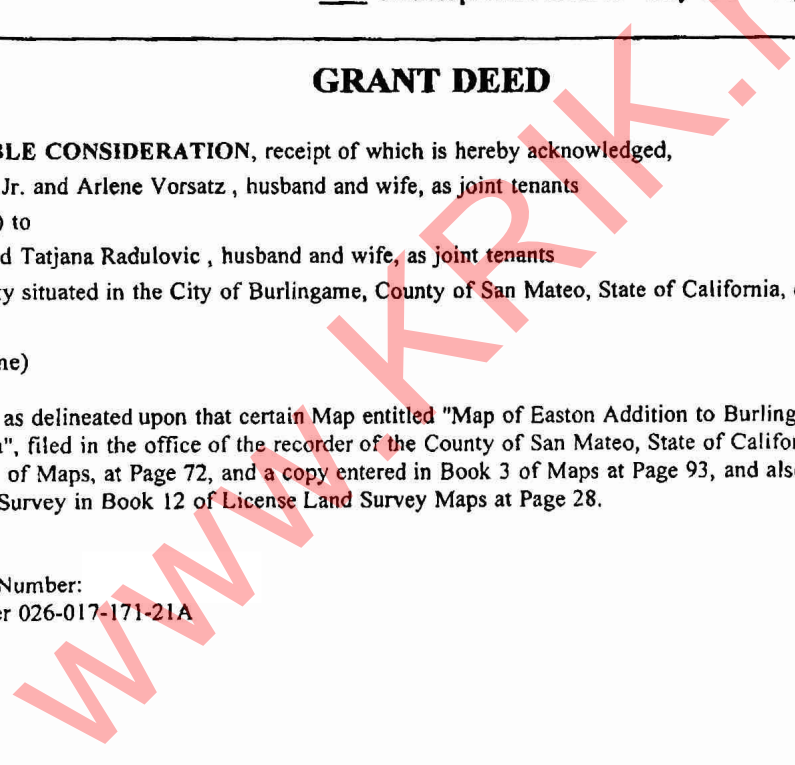 GRANT DEED
BLE CONSIDERATION, receipt of which is hereby acknowledged,
Jr. and Arlene Vorsatz , husband and wife, as joint tenants
) to
d Tatjana Radulovic , husband and wife, as joint tenants
ty situated in the City of Burlingame, County of San Mateo, State of California,
ne)
as delineated upon that certain Map entitled "Map of Easton Addition to Burling
", filed in the office of the recorder of the County of San Mateo, State of Califor
of Maps, at Page 72, and a copy entered in Book 3 of Maps at Page 93, and als
Survey in Book 12 of License Land Survey Maps at Page 28.
Number:
er 026-017-171-21A
www.KRIK.r